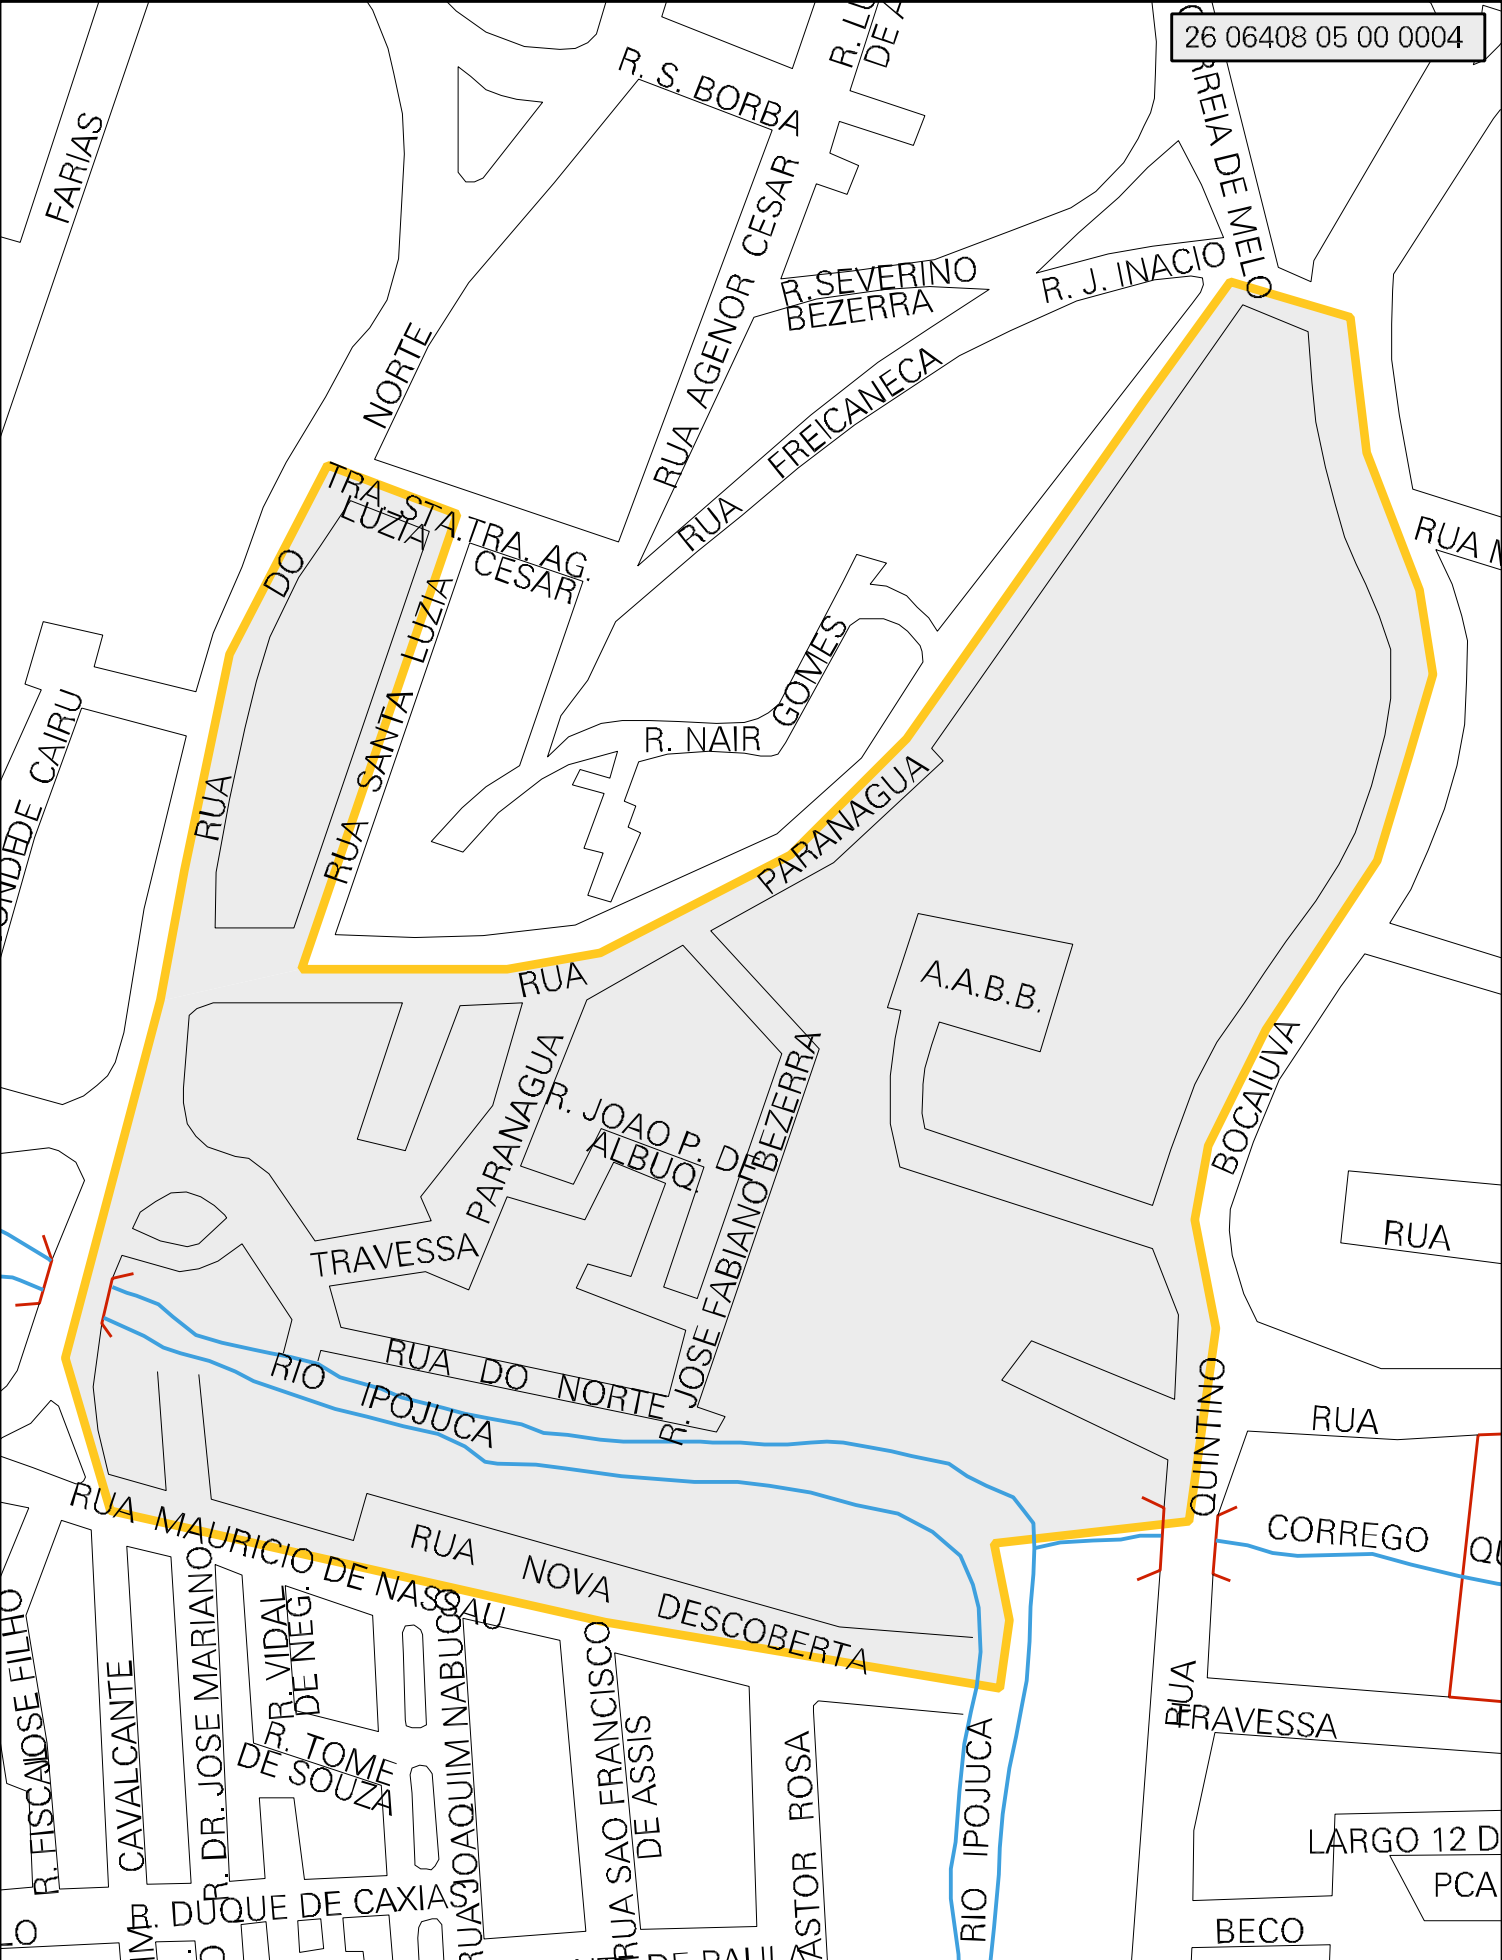 26 06408 05 00 0004
R. S. BORBA
FARIAS
RREIA DE MELO
RUA AGENOR CESAR
R.SEVERINO
BEZERRA
R. J. INACIO
NORTE
RUA FREICANECA
TRA. STA.
LUZIA
TRA. AG.
CESAR
RUA DO
RUA SANTA LUZIA
R. NAIR GOMES
DE CAIRU
RUA PARANAGUA
RUA
A.A.B.B.
TRAVESSA PARANAGUA
R. JOAO P. DE
ALBUQ.
R. JOSE FABIANO BEZERRA
QUINTINO BOCAIUVA
RUA
RUA DO NORTE
RIO IPOJUCA
RUA
CORREGO
RUA MAURICIO DE NASSAU
RUA NOVA DESCOBERTA
RUA
TRAVESSA
JOSE FILHO
CAVALCANTE
R. DR. JOSE MARIANO
R. VIDAL
DE NEG.
R. TOME
DE SOUZA
RUA JOAQUIM NABUCO
RUA SAO FRANCISCO
DE ASSIS
ASTOR ROSA
RIO IPOJUCA
LARGO 12 D
PCA
R. DUQUE DE CAXIAS
BECO